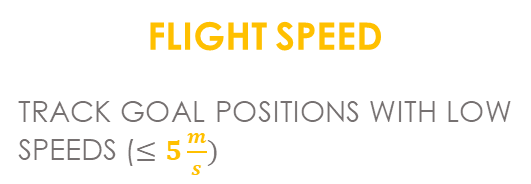 FLIGHT SPEED
TRACK GOAL POSITIONS WITH LOW
SPEEDS (≤ 5 m/s)